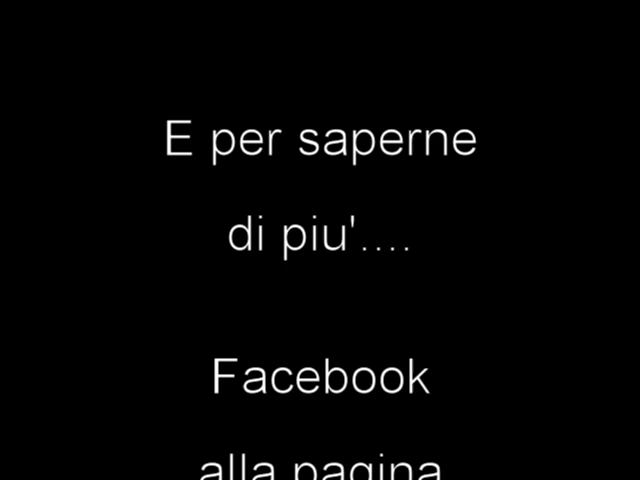 E per saperne
di piu'....
Facebook
alla pagina